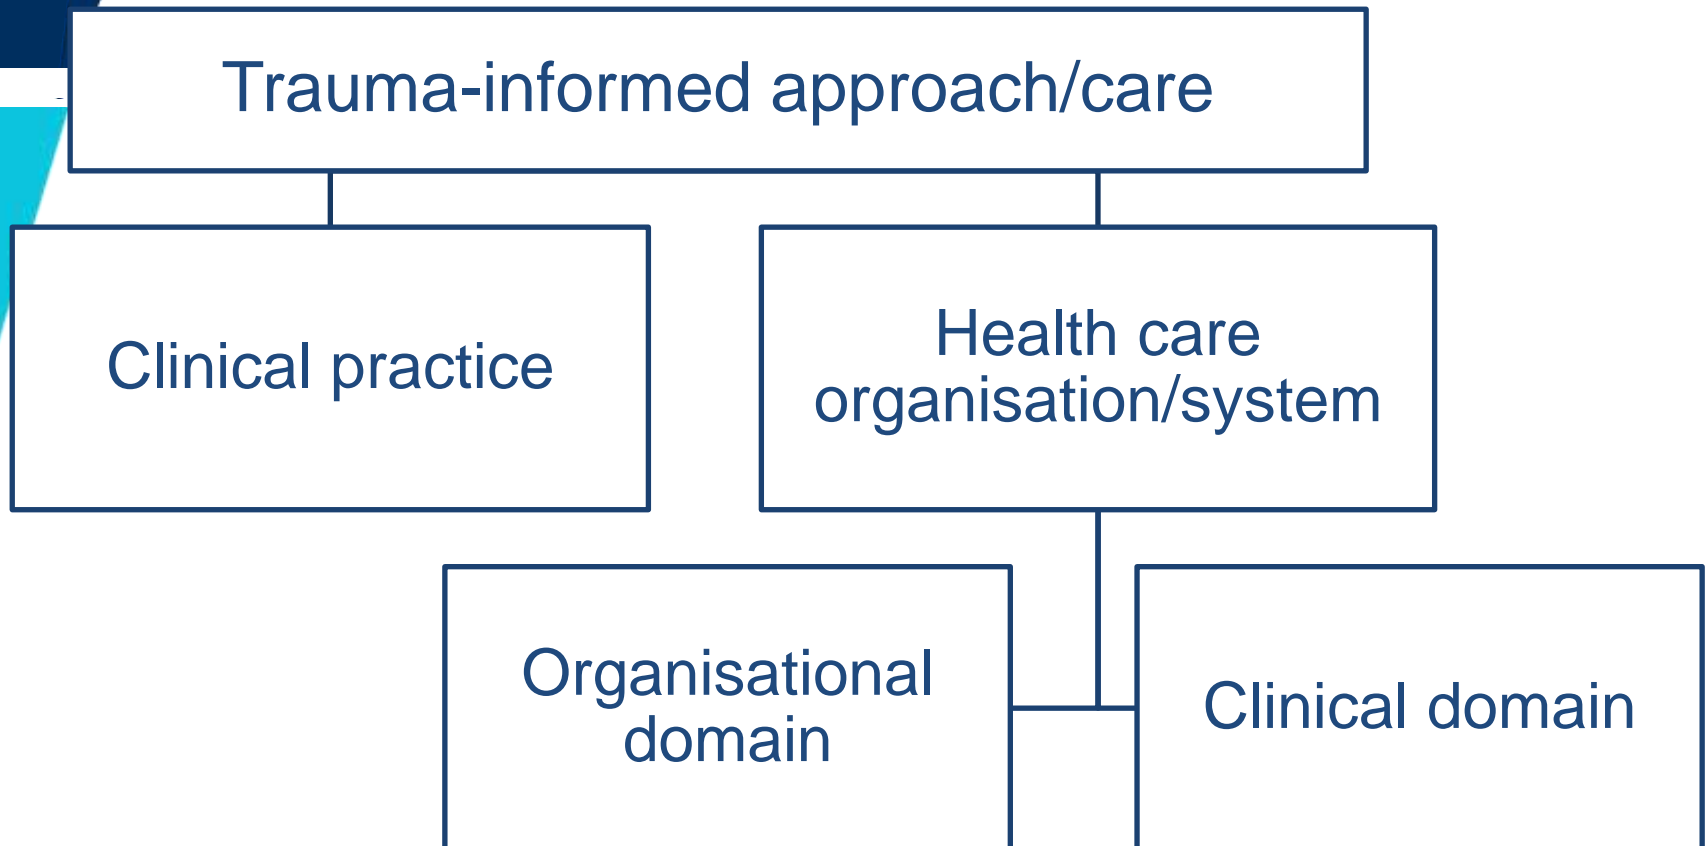 Trauma-informed approach/care
Clinical practice
Health care
organisation/system
Organisational
domain
Clinical domain